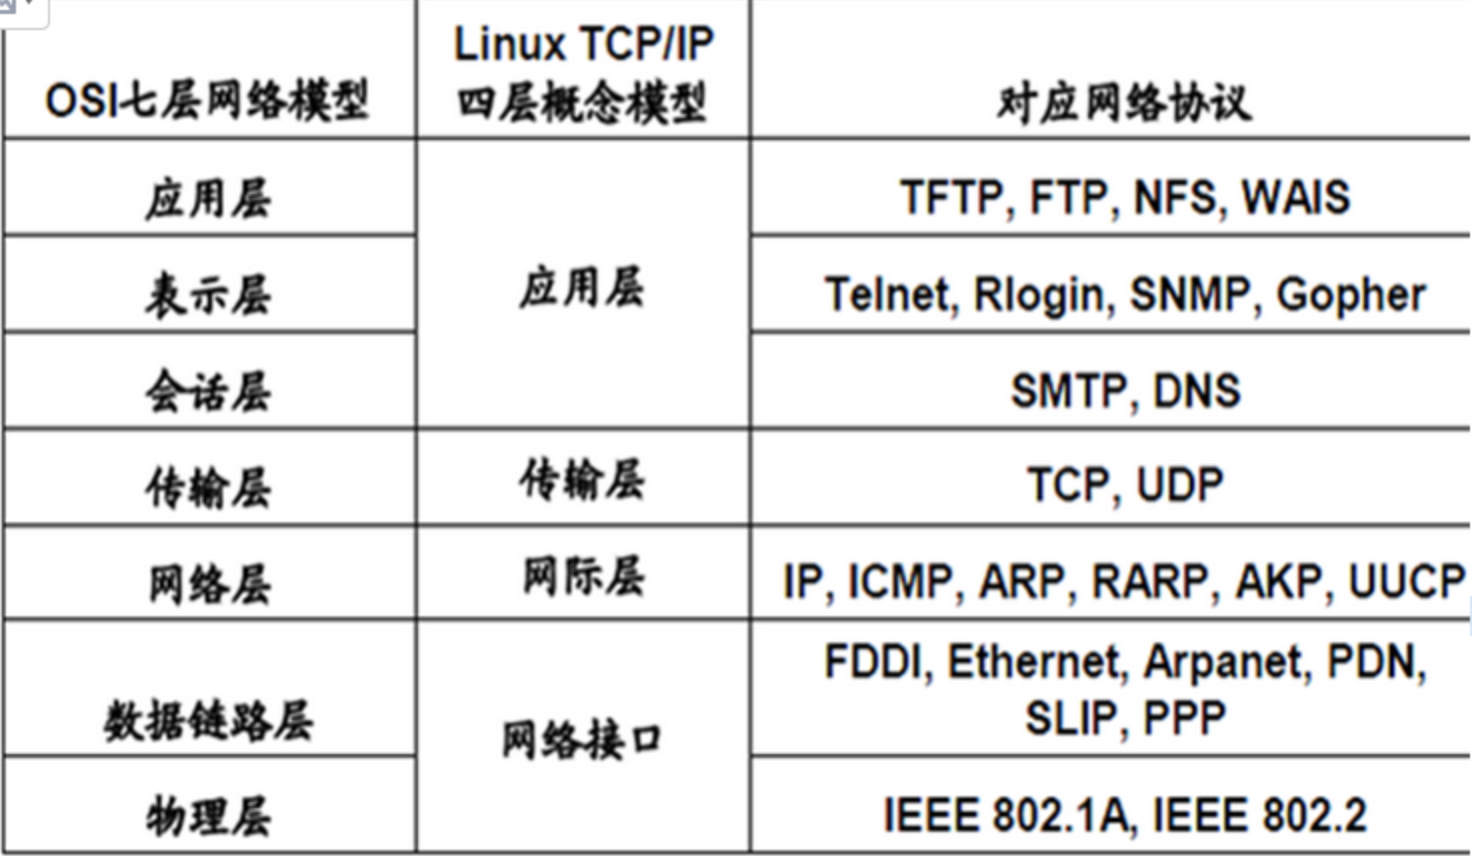 OSI七层网络模型
Linux TCP/IP
四层概念模型
对应网络协议
应用层
应用层
TFTP, FTP, NFS, WAIS
表示层
Telnet, Rlogin, SNMP, Gopher
会话层
SMTP, DNS
传输层
传输层
TCP, UDP
网络层
网际层
IP, ICMP, ARP, RARP, AKP, UUCP
数据链路层
网络接口
FDDI, Ethernet, Arpanet, PDN,
SLIP, PPP
物理层
IEEE 802.1A, IEEE 802.2